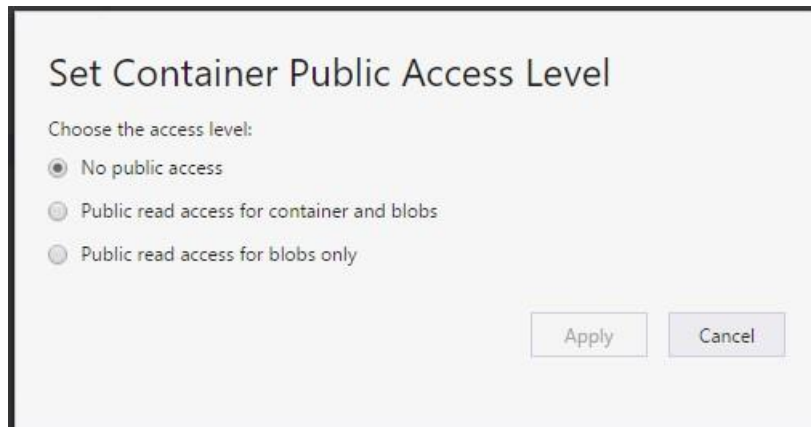 Set Container Public Access Level
Choose the access level:
No public access
Public read access for container and blobs
Public read access for blobs only
Apply Cancel